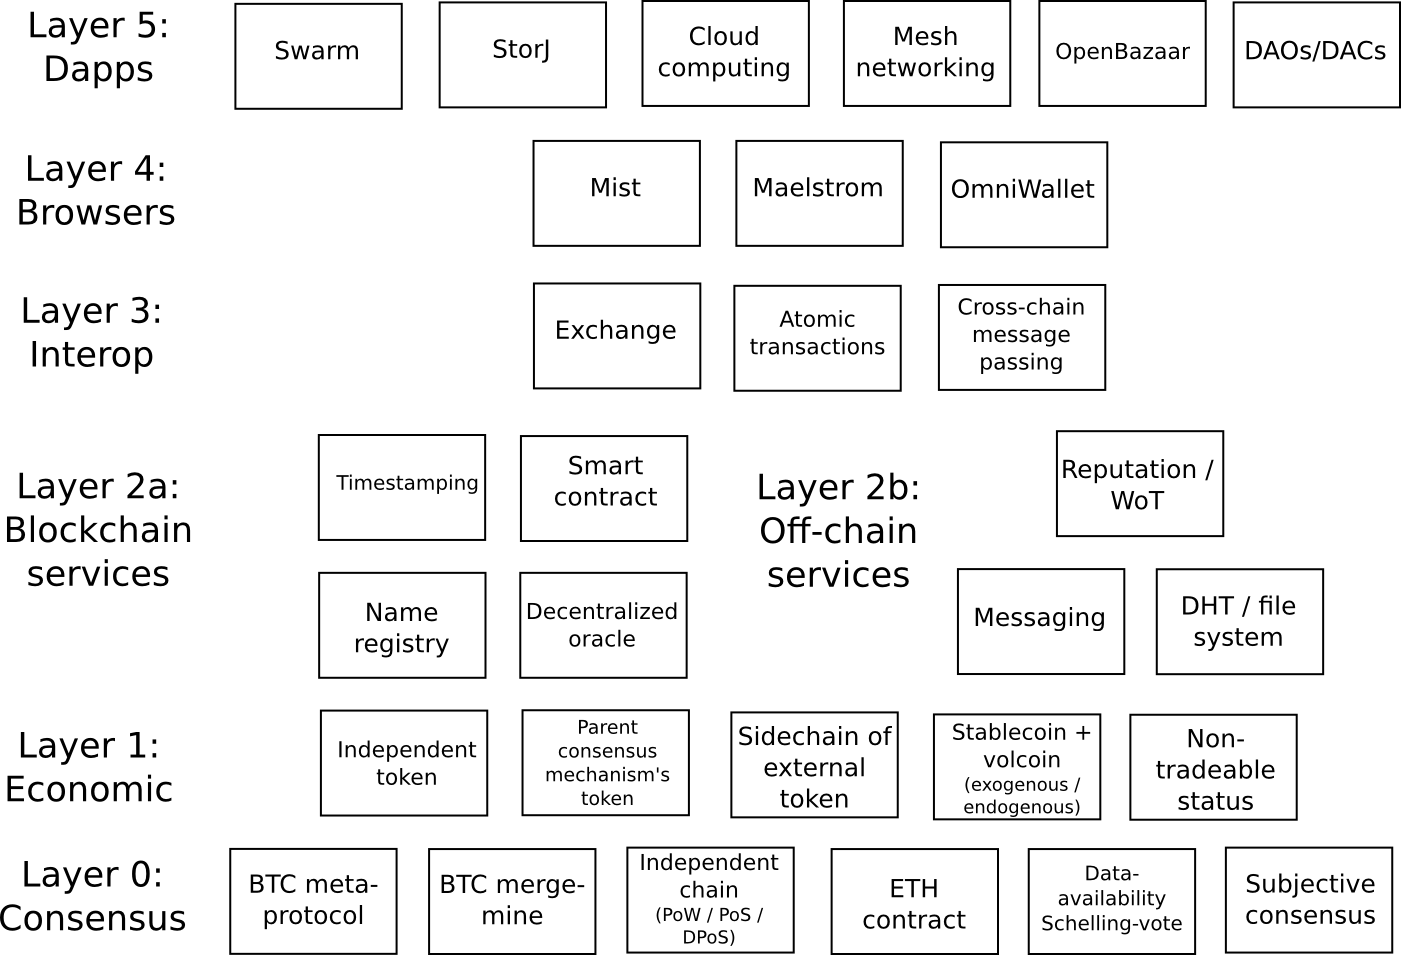 Layer 5:
Dapps
Swarm
StorJ
Cloud
computing
Mesh
networking
OpenBazaar
DAOs/DACs
Layer 4:
Browsers
Mist
Maelstrom
OmniWallet
Layer 3:
Interop
Exchange
Atomic
transactions
Cross-chain
message
passing
Layer 2a:
Blockchain
services
Timestamping
Smart
contract
Name
registry
Decentralized
oracle
Layer 2b:
Off-chain
services
Reputation /
WoT
Messaging
DHT / file
system
Layer 1:
Economic
Independent
token
Parent
consensus
mechanism's
token
Sidechain of
external
token
Stablecoin +
volcoin
(exogenous /
endogenous)
Non-
tradeable
status
Layer 0:
Consensus
BTC meta-
protocol
BTC merge-
mine
Independent
chain
(PoW / PoS /
DPoS)
ETH
contract
Data-
availability
Schelling-vote
Subjective
consensus